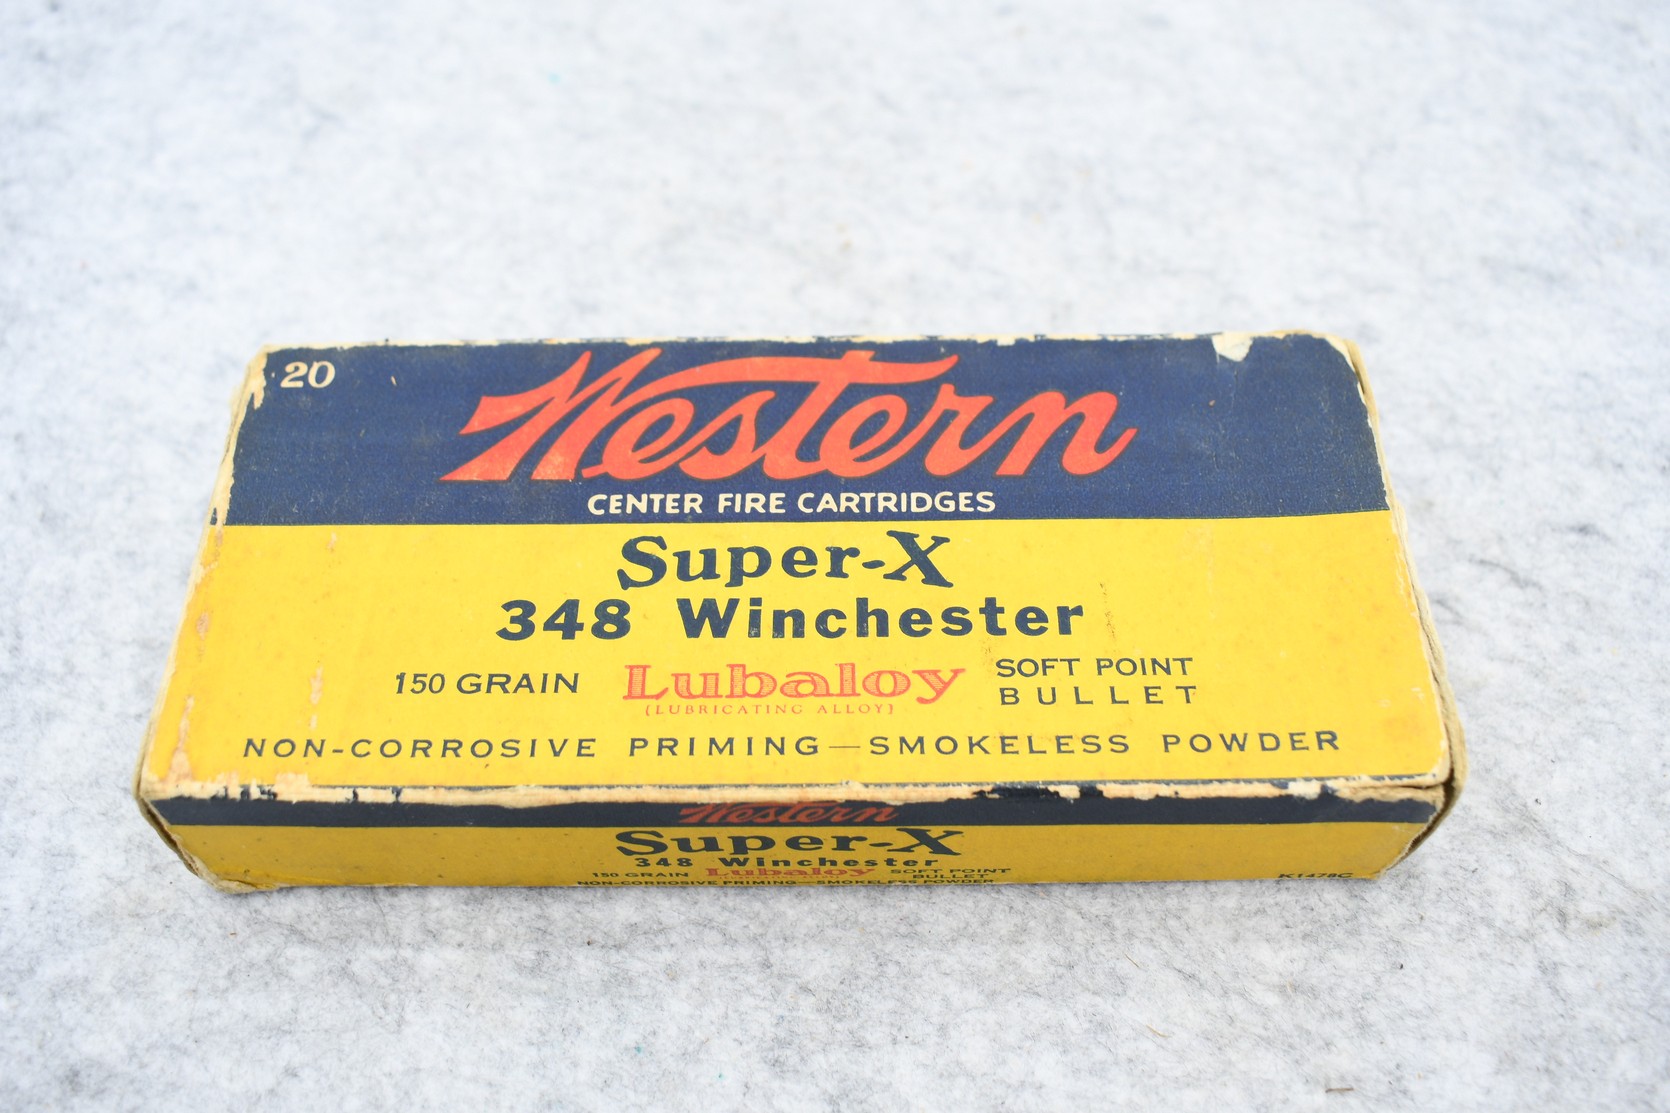 20
Western
CENTER FIRE CARTRIDGES
Super-X
348 Winchester
150 GRAIN Lubaloy SOFT POINT
(LUBRICATING ALLOY) BULLET
NON-CORROSIVE PRIMING—SMOKELESS POWDER
Western
Super-X
348 Winchester
150 GRAIN Lubaloy SOFT POINT
BULLET
NON-CORROSIVE PRIMING—SMOKELESS POWDER
K1478C